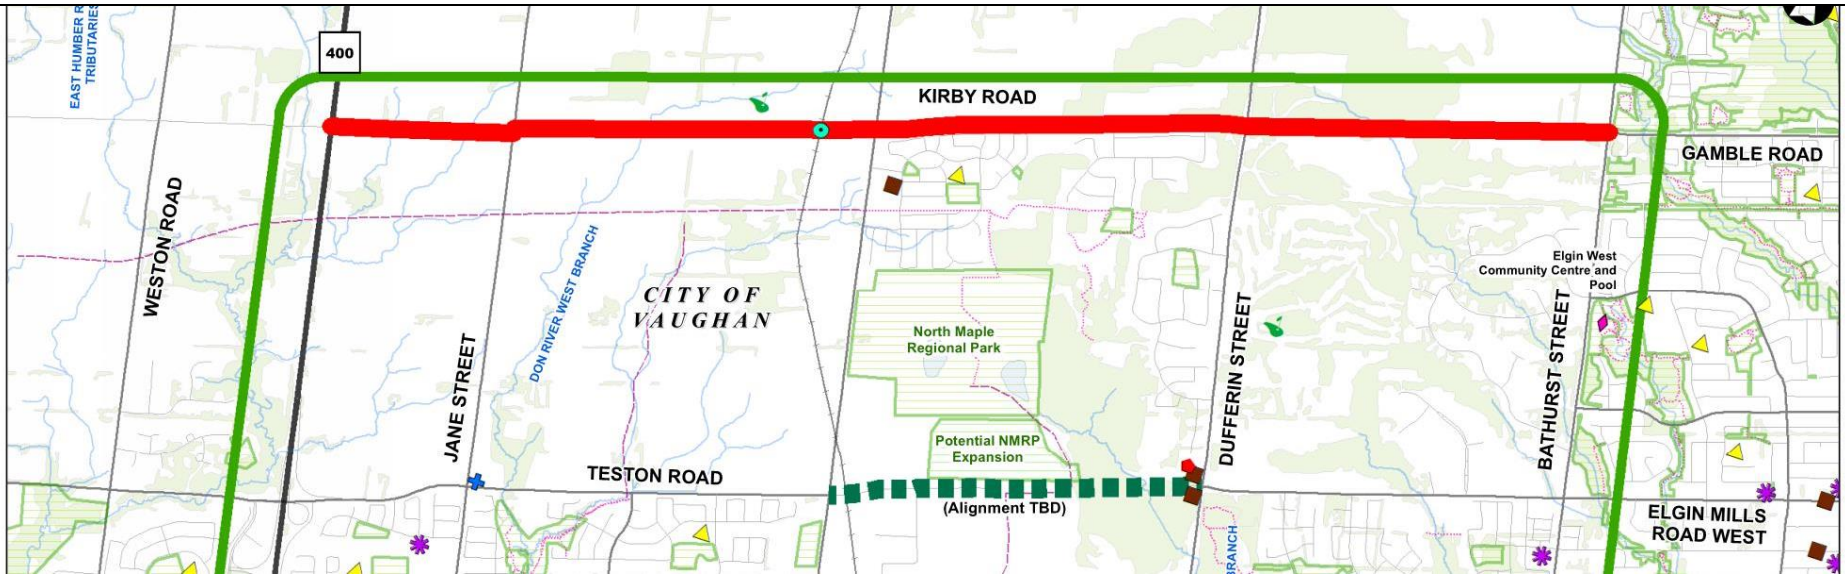 400
EAST HUMBER R
TRIBUTARIES
KIRBY ROAD
GAMBLE ROAD
WESTON ROAD
DON RIVER WEST BRANCH
CITY OF
VAUGHAN
Elgin West
Community Centre and
Pool
North Maple
Regional Park
JANE STREET
DUFFERIN STREET
BATHURST STREET
Potential NMRP
Expansion
TESTON ROAD
(Alignment TBD)
ELGIN MILLS
ROAD WEST
BRANCH